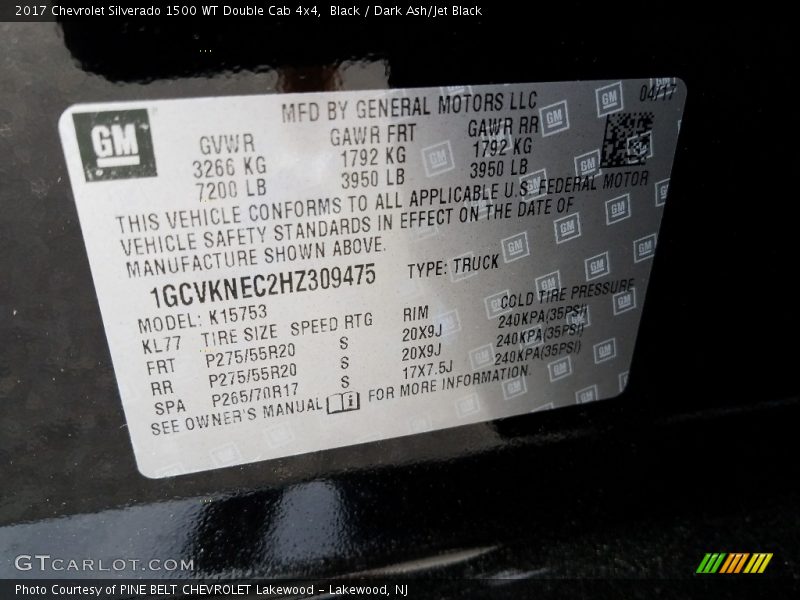 2017 Chevrolet Silverado 1500 WT Double Cab 4x4, Black / Dark Ash/Jet Black
04/17
MFD BY GENERAL MOTORS LLC
GM
GVWR GAWR FRT GAWR RR
3266 KG 1792 KG 1792 KG
7200 LB 3950 LB 3950 LB
THIS VEHICLE CONFORMS TO ALL APPLICABLE U.S. FEDERAL MOTOR
VEHICLE SAFETY STANDARDS IN EFFECT ON THE DATE OF
MANUFACTURE SHOWN ABOVE.
1GCVKNEC2HZ309475 TYPE: TRUCK
MODEL: K15753
KL77 TIRE SIZE SPEED RTG RIM COLD TIRE PRESSURE
FRT P275/55R20 S 20X9J 240KPA(35PSI)
RR P275/55R20 S 20X9J 240KPA(35PSI)
SPA P265/70R17 S 17X7.5J 240KPA(35PSI)
SEE OWNER'S MANUAL FOR MORE INFORMATION.
GTCARLOT.COM
Photo Courtesy of PINE BELT CHEVROLET Lakewood - Lakewood, NJ